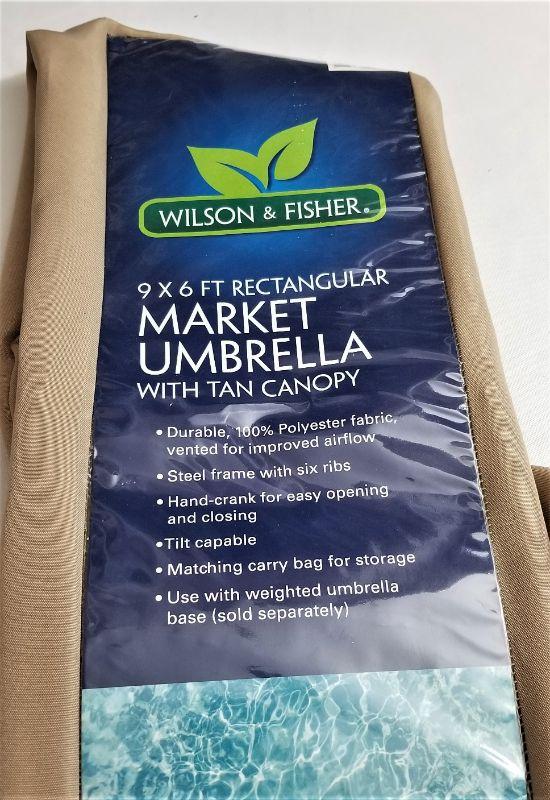 WILSON & FISHER®
9 X 6 FT RECTANGULAR
MARKET
UMBRELLA
WITH TAN CANOPY
• Durable, 100% Polyester fabric,
vented for improved airflow
• Steel frame with six ribs
• Hand-crank for easy opening
and closing
• Tilt capable
• Matching carry bag for storage
• Use with weighted umbrella
base (sold separately)